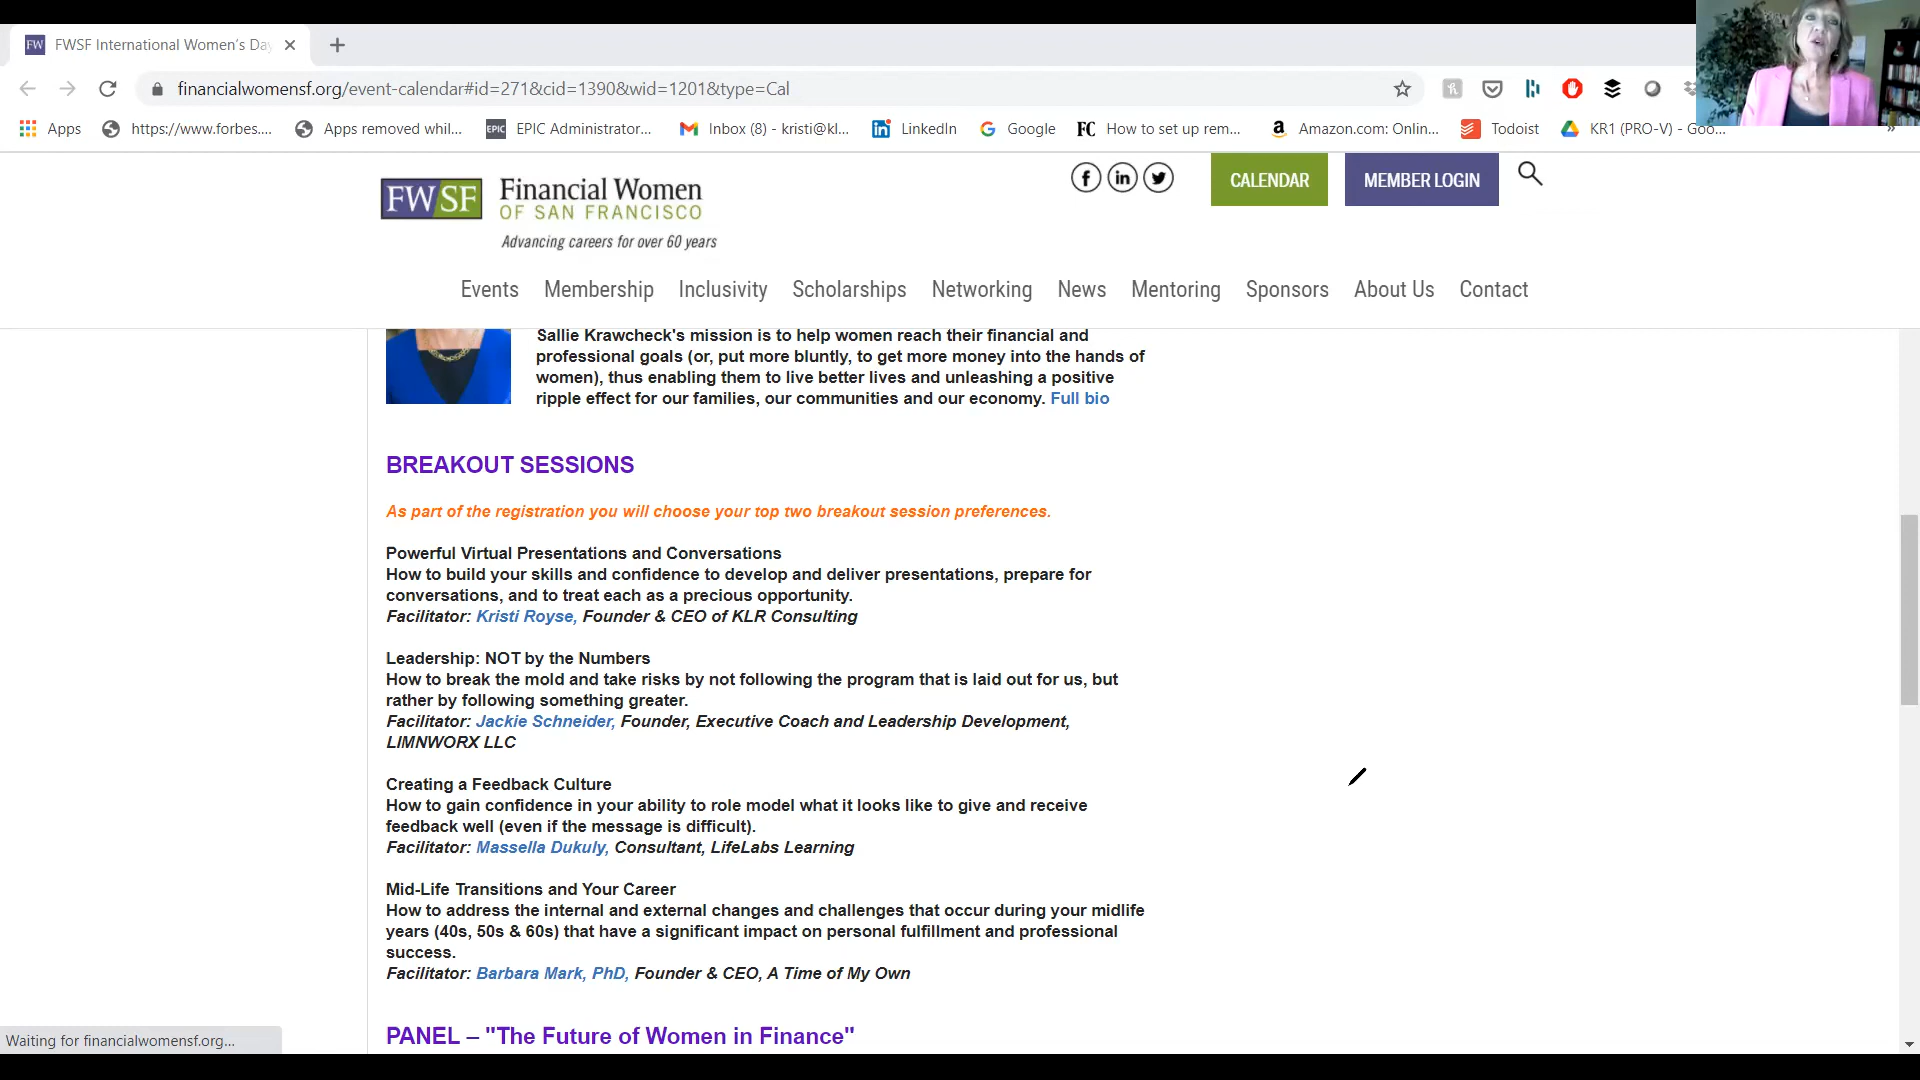 FW FWSF International Women's Day
financialwomensf.org/event-calendar#id=271&cid=1390&wid=1201&type=Cal
Apps https://www.forbes.... Apps removed whil... EPIC EPIC Administrator... Inbox (8) - kristi@kl... LinkedIn Google FC How to set up rem... Amazon.com: Onlin... Todoist KR1 (PRO-V) - Goo... »
FWSF Financial Women
OF SAN FRANCISCO
Advancing careers for over 60 years
CALENDAR MEMBER LOGIN
Events Membership Inclusivity Scholarships Networking News Mentoring Sponsors About Us Contact
Sallie Krawcheck's mission is to help women reach their financial and
professional goals (or, put more bluntly, to get more money into the hands of
women), thus enabling them to live better lives and unleashing a positive
ripple effect for our families, our communities and our economy. Full bio
BREAKOUT SESSIONS
As part of the registration you will choose your top two breakout session preferences.
Powerful Virtual Presentations and Conversations
How to build your skills and confidence to develop and deliver presentations, prepare for
conversations, and to treat each as a precious opportunity.
Facilitator: Kristi Royse, Founder & CEO of KLR Consulting
Leadership: NOT by the Numbers
How to break the mold and take risks by not following the program that is laid out for us, but
rather by following something greater.
Facilitator: Jackie Schneider, Founder, Executive Coach and Leadership Development,
LIMNWORX LLC
Creating a Feedback Culture
How to gain confidence in your ability to role model what it looks like to give and receive
feedback well (even if the message is difficult).
Facilitator: Massella Dukuly, Consultant, LifeLabs Learning
Mid-Life Transitions and Your Career
How to address the internal and external changes and challenges that occur during your midlife
years (40s, 50s & 60s) that have a significant impact on personal fulfillment and professional
success.
Facilitator: Barbara Mark, PhD, Founder & CEO, A Time of My Own
PANEL – "The Future of Women in Finance"
Waiting for financialwomensf.org...